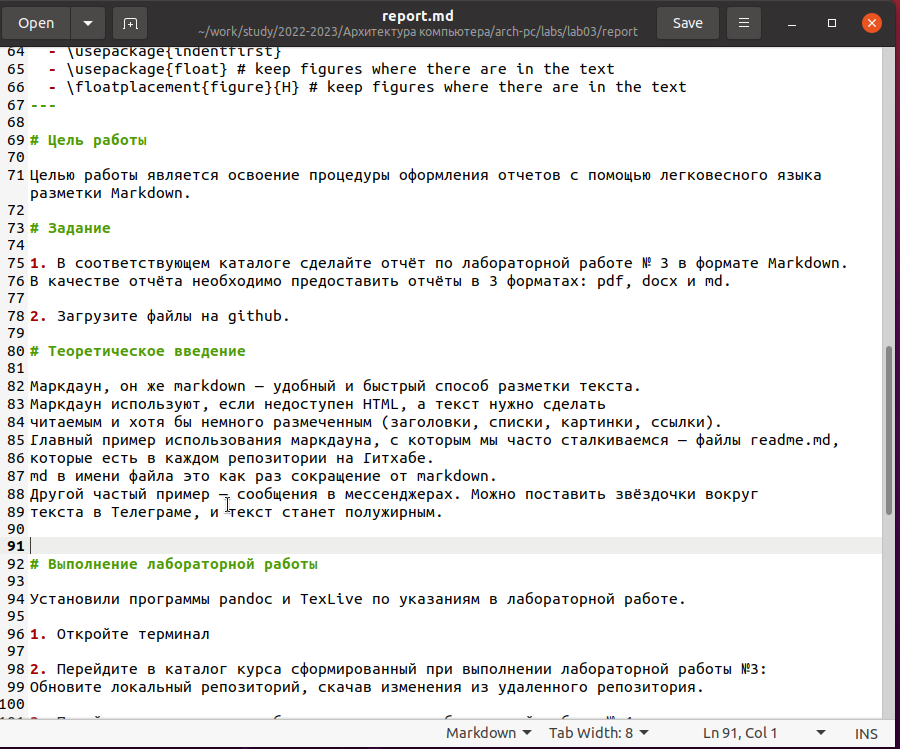 Open
report.md
~/work/study/2022-2023/Архитектура компьютера/arch-pc/labs/lab03/report
Save
64 - \usepackage{indentfirst}
65 - \usepackage{float} # keep figures where there are in the text
66 - \floatplacement{figure}{H} # keep figures where there are in the text
67 ---
68
69 # Цель работы
70
71 Целью работы является освоение процедуры оформления отчетов с помощью легковесного языка
разметки Markdown.
72
73 # Задание
74
75 1. В соответствующем каталоге сделайте отчёт по лабораторной работе № 3 в формате Markdown.
76 В качестве отчёта необходимо предоставить отчёты в 3 форматах: pdf, docx и md.
77
78 2. Загрузите файлы на github.
79
80 # Теоретическое введение
81
82 Маркдаун, он же markdown — удобный и быстрый способ разметки текста.
83 Маркдаун используют, если недоступен HTML, а текст нужно сделать
84 читаемым и хотя бы немного размеченным (заголовки, списки, картинки, ссылки).
85 Главный пример использования маркдауна, с которым мы часто сталкиваемся — файлы readme.md,
86 которые есть в каждом репозитории на Гитхабе.
87 md в имени файла это как раз сокращение от markdown.
88 Другой частый пример — сообщения в мессенджерах. Можно поставить звёздочки вокруг
89 текста в Телеграме, и текст станет полужирным.
90
91
92 # Выполнение лабораторной работы
93
94 Установили программы pandoc и TexLive по указаниям в лабораторной работе.
95
96 1. Откройте терминал
97
98 2. Перейдите в каталог курса сформированный при выполнении лабораторной работы №3:
99 Обновите локальный репозиторий, скачав изменения из удаленного репозитория.
100
Markdown Tab Width: 8 Ln 91, Col 1 INS